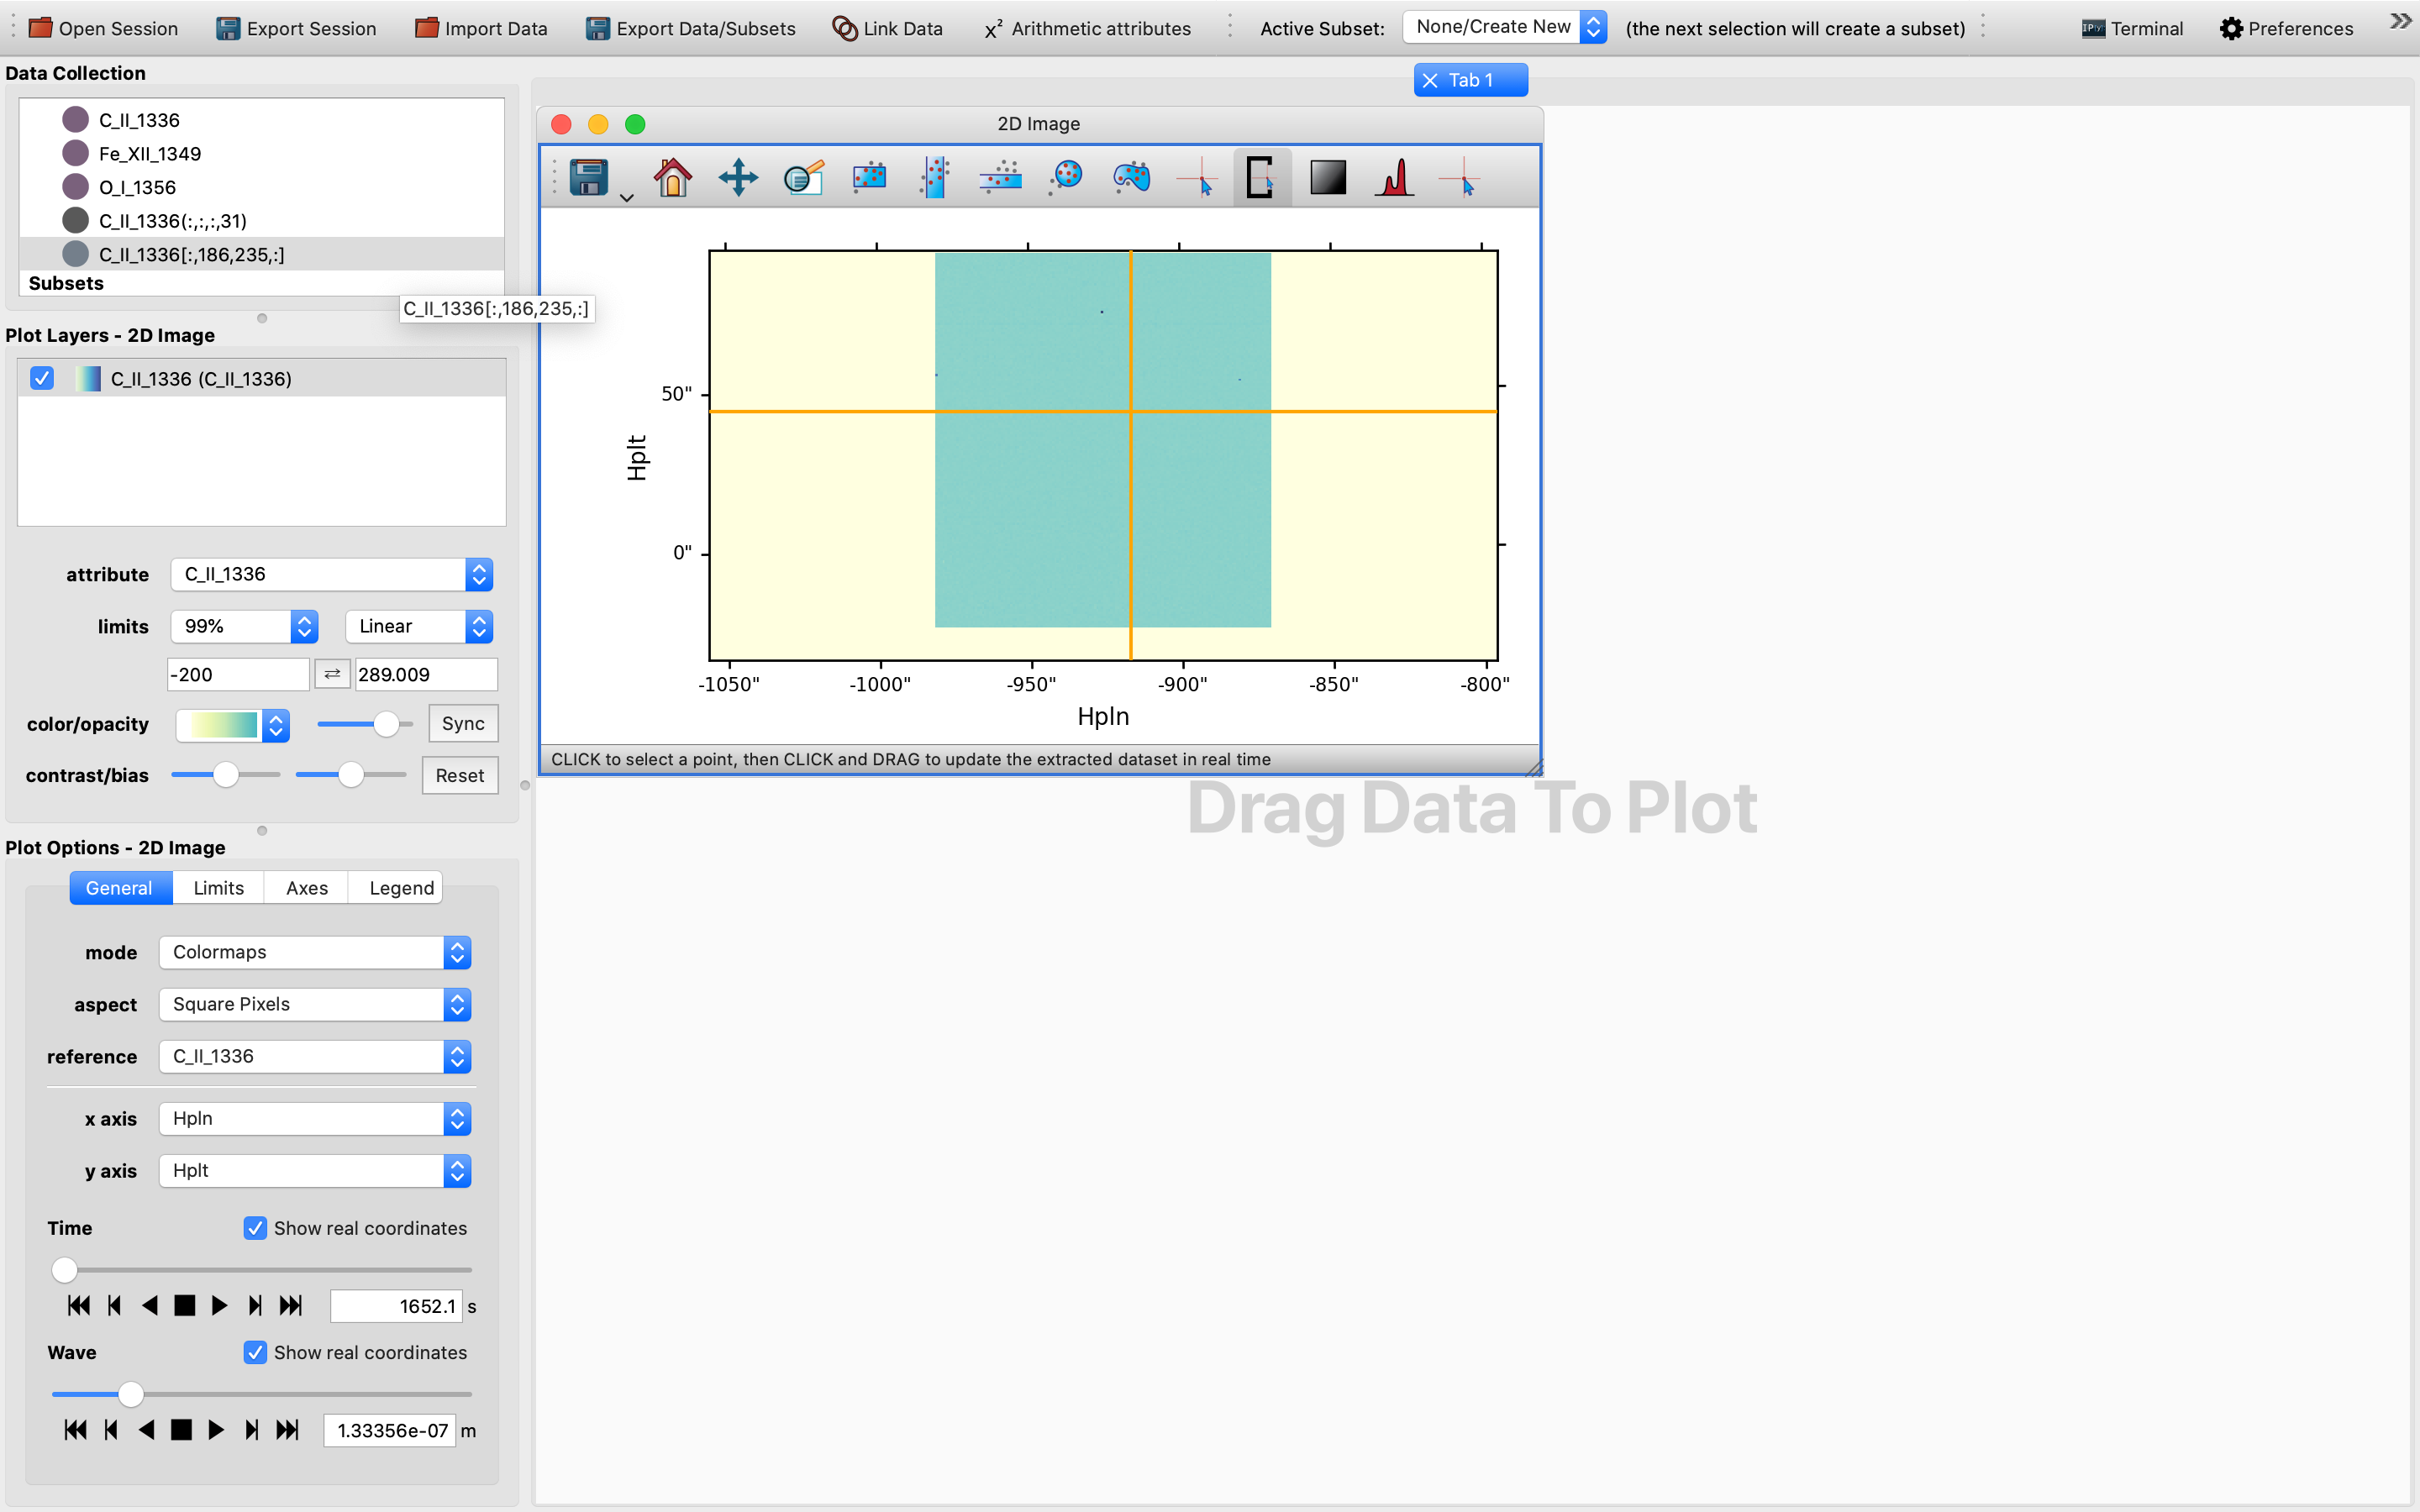 Open Session Export Session Import Data Export Data/Subsets Link Data x² Arithmetic attributes Active Subset: None/Create New (the next selection will create a subset) IP[y]: Terminal Preferences
Data Collection
C_II_1336
Fe_XII_1349
O_I_1356
C_II_1336(:,:,:,31)
C_II_1336[:,186,235,:]
Subsets
C_II_1336[:,186,235,:]
Plot Layers - 2D Image
C_II_1336 (C_II_1336)
attribute C_II_1336
limits 99% Linear
-200 289.009
color/opacity Sync
contrast/bias Reset
Plot Options - 2D Image
General Limits Axes Legend
mode Colormaps
aspect Square Pixels
reference C_II_1336
x axis Hpln
y axis Hplt
Time Show real coordinates
1652.1 s
Wave Show real coordinates
1.33356e-07 m
Tab 1
2D Image
50"
0"
Hplt
-1050" -1000" -950" -900" -850" -800"
Hpln
CLICK to select a point, then CLICK and DRAG to update the extracted dataset in real time
Drag Data To Plot